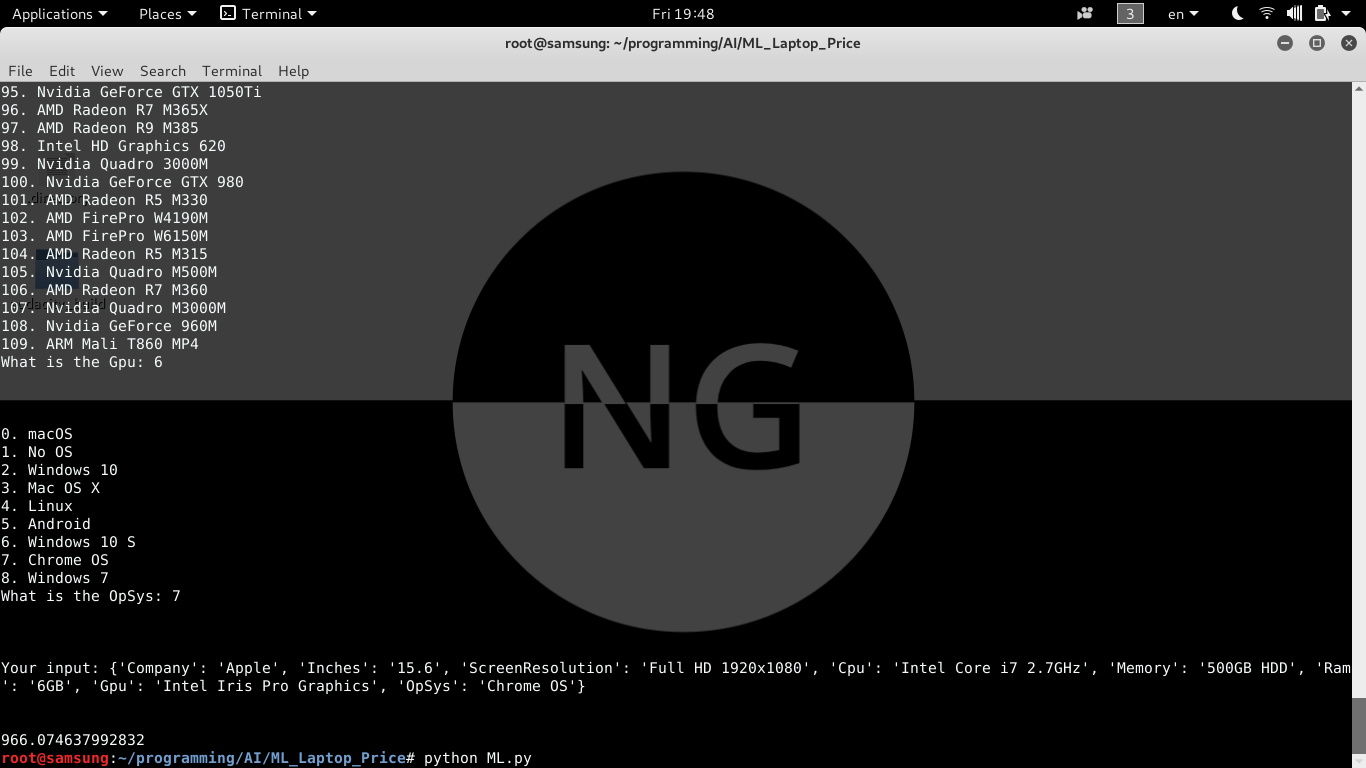 Applications Places Terminal Fri 19:48 3 en
root@samsung: ~/programming/AI/ML_Laptop_Price
File Edit View Search Terminal Help
95. Nvidia GeForce GTX 1050Ti
96. AMD Radeon R7 M365X
97. AMD Radeon R9 M385
98. Intel HD Graphics 620
99. Nvidia Quadro 3000M
100. Nvidia GeForce GTX 980
101. AMD Radeon R5 M330
102. AMD FirePro W4190M
103. AMD FirePro W6150M
104. AMD Radeon R5 M315
105. Nvidia Quadro M500M
106. AMD Radeon R7 M360
107. Nvidia Quadro M3000M
108. Nvidia GeForce 960M
109. ARM Mali T860 MP4
What is the Gpu: 6
NG
0. macOS
1. No OS
2. Windows 10
3. Mac OS X
4. Linux
5. Android
6. Windows 10 S
7. Chrome OS
8. Windows 7
What is the OpSys: 7
Your input: {'Company': 'Apple', 'Inches': '15.6', 'ScreenResolution': 'Full HD 1920x1080', 'Cpu': 'Intel Core i7 2.7GHz', 'Memory': '500GB HDD', 'Ram
': '6GB', 'Gpu': 'Intel Iris Pro Graphics', 'OpSys': 'Chrome OS'}
966.074637992832
root@samsung:~/programming/AI/ML_Laptop_Price# python ML.py